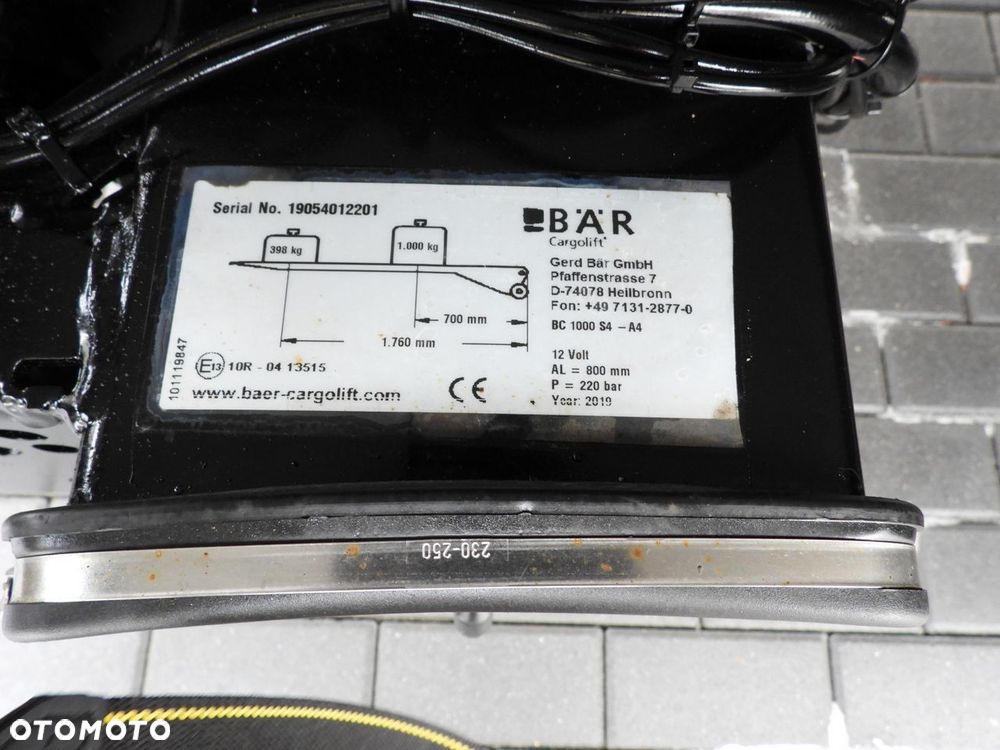 Serial No. 19054012201
398 kg
1.000 kg
700 mm
1.760 mm
101119847
E13 10R - 04 13515
www.baer-cargolift.com
CE
BÄR
Cargolift
Gerd Bär GmbH
Pfaffenstrasse 7
D-74078 Heilbronn
Fon: +49 7131-2877-0
BC 1000 S4 - A4
12 Volt
AL = 800 mm
P = 220 bar
Year: 2019
230-250
OTOMOTO